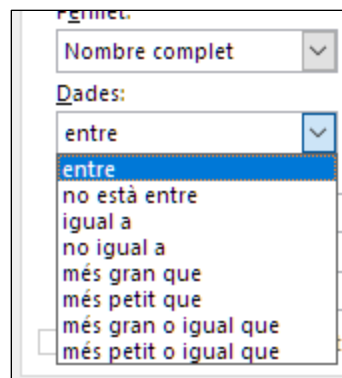 Permet:
Nombre complet
Dades:
entre
entre
no està entre
igual a
no igual a
més gran que
més petit que
més gran o igual que
més petit o igual que